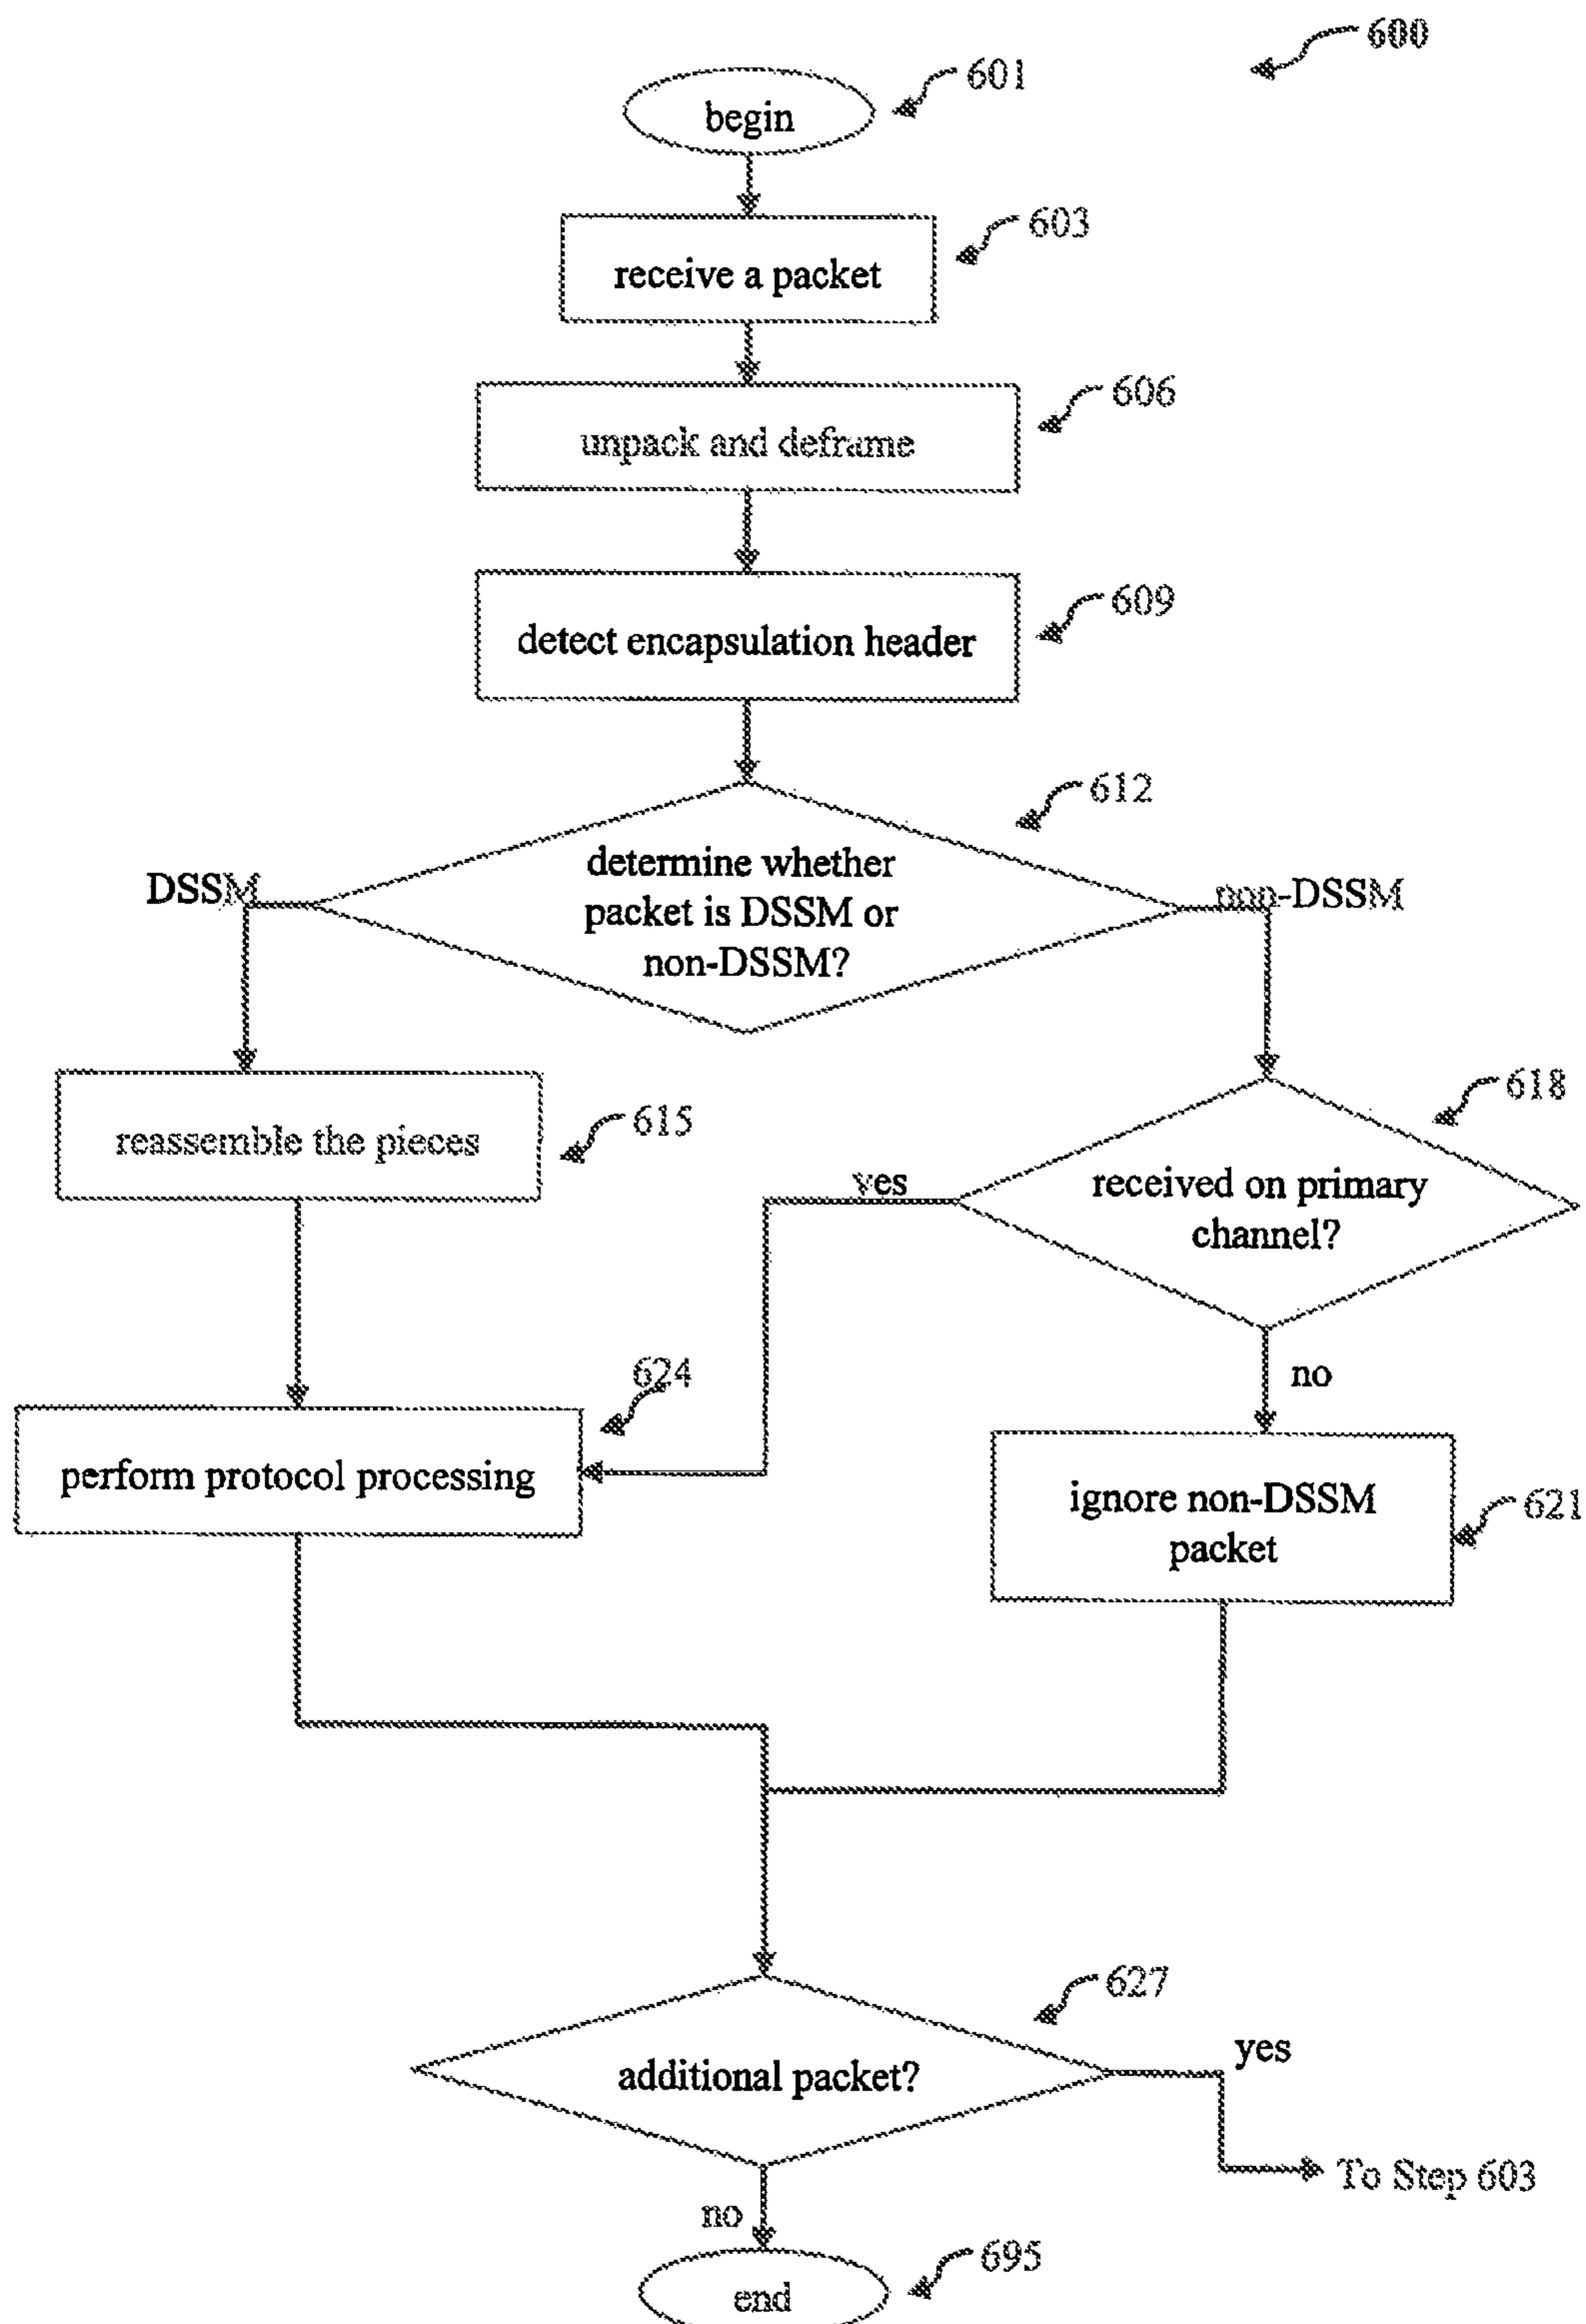 600
601
begin
603
receive a packet
606
unpack and deframe
609
detect encapsulation header
612
determine whether
packet is DSSM or
non-DSSM?
DSSM
non-DSSM
618
615
reassemble the pieces
received on primary
channel?
yes
no
624
perform protocol processing
621
ignore non-DSSM
packet
627
additional packet?
yes
To Step 603
no
695
end